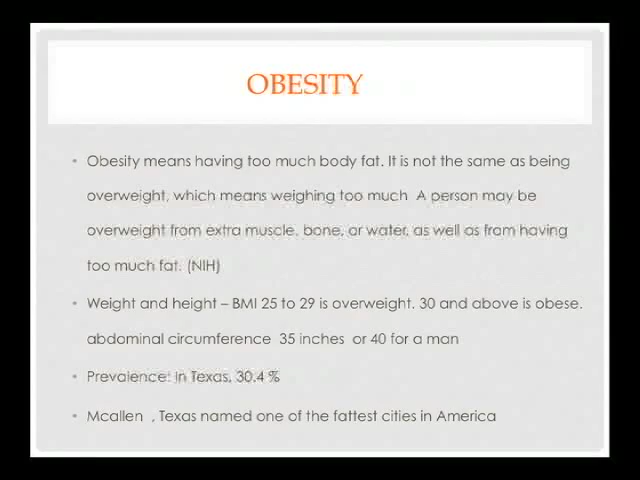 OBESITY
• Obesity means having too much body fat. It is not the same as being
overweight, which means weighing too much  A person may be
overweight from extra muscle, bone, or water, as well as from having
too much fat. (NIH)
• Weight and height – BMI 25 to 29 is overweight. 30 and above is obese.
abdominal circumference  35 inches  or 40 for a man
• Prevalence: In Texas, 30.4 %
• Mcallen  , Texas named one of the fattest cities in America